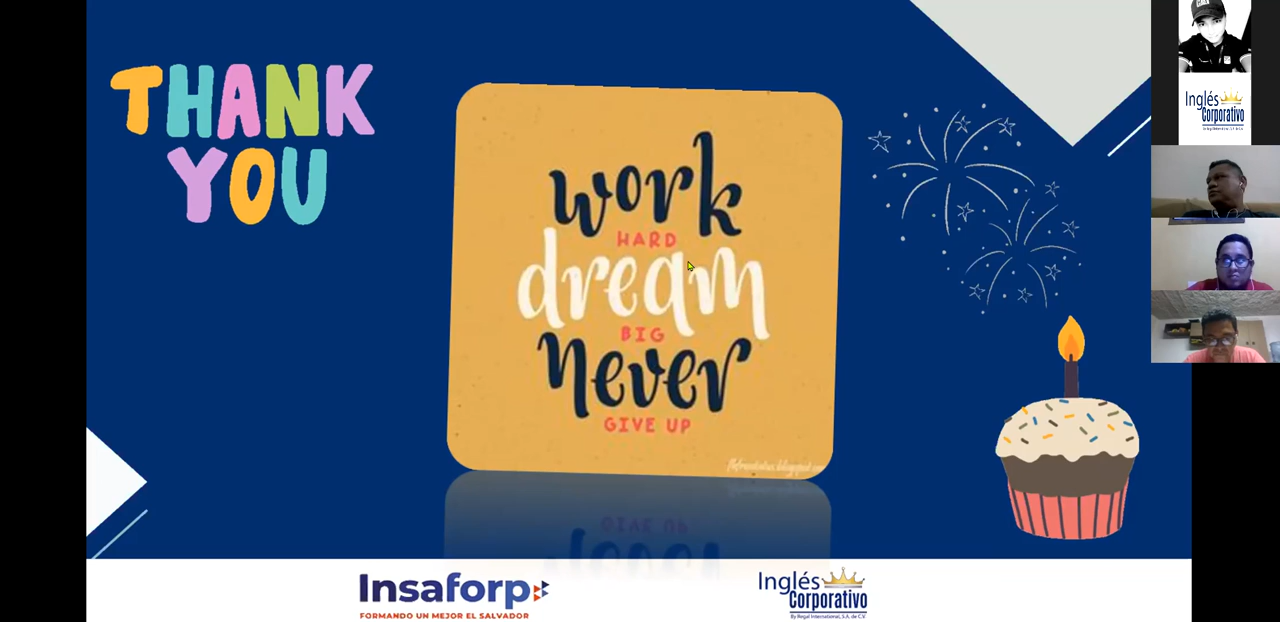 THANK
YOU
work
HARD
dream
BIG
never
GIVE UP
Insaforp
FORMANDO UN MEJOR EL SALVADOR
Inglés
Corporativo
By Regal International, S.A. de C.V.
Inglés
Corporativo